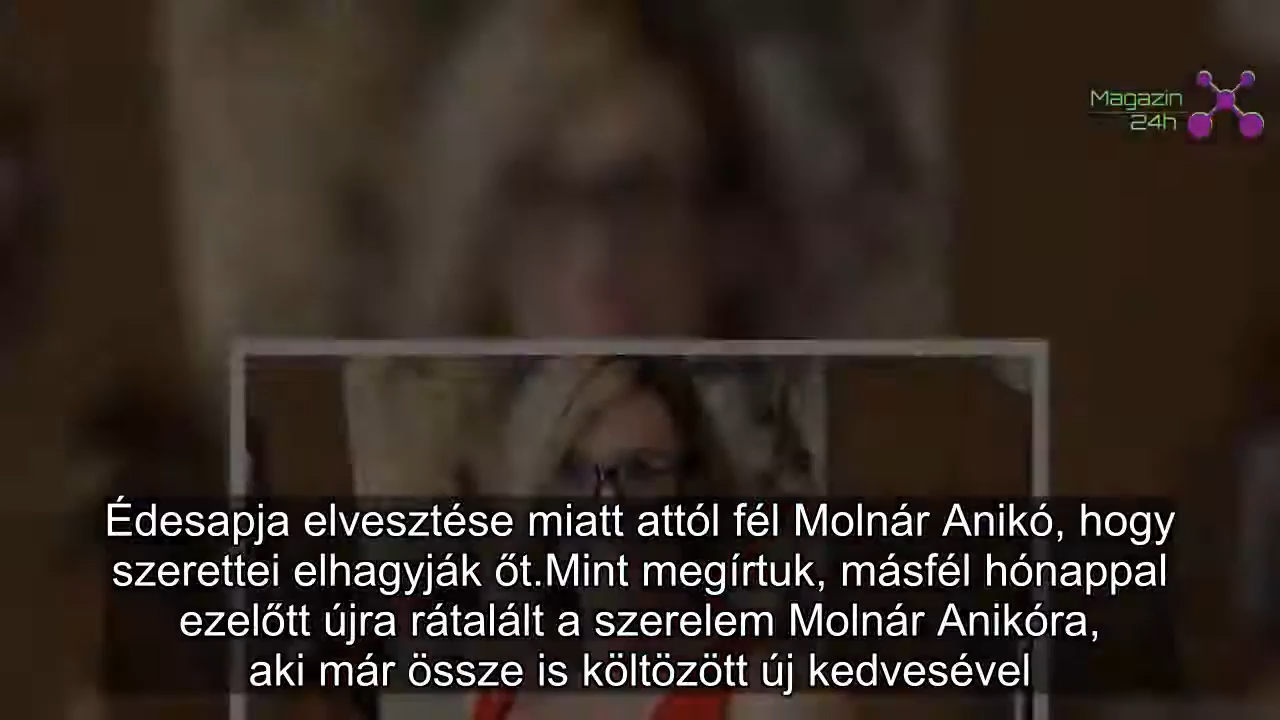 Magazin
24h
Édesapja elvesztése miatt attól fél Molnár Anikó, hogy
szerettei elhagyják őt.Mint megírtuk, másfél hónappal
ezelőtt újra rátalált a szerelem Molnár Anikóra,
aki már össze is költözött új kedvesével